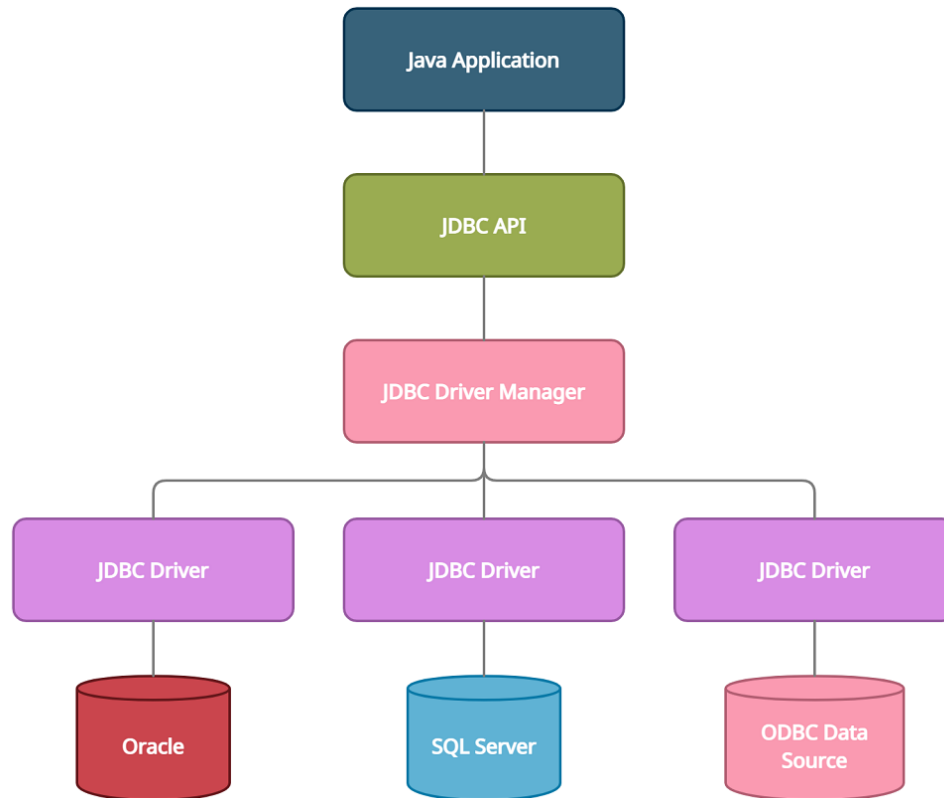 Java Application
JDBC API
JDBC Driver Manager
JDBC Driver
JDBC Driver
JDBC Driver
Oracle
SQL Server
ODBC Data
Source